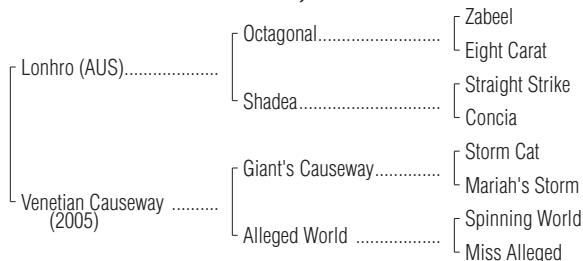 Zabeel
Octagonal..............................
Eight Carat
Lonhro (AUS)......................
Straight Strike
Shadea...................................
Concia
Storm Cat
Giant's Causeway................
Mariah's Storm
Venetian Causeway ..........
(2005)
Spinning World
Alleged World ....................
Miss Alleged